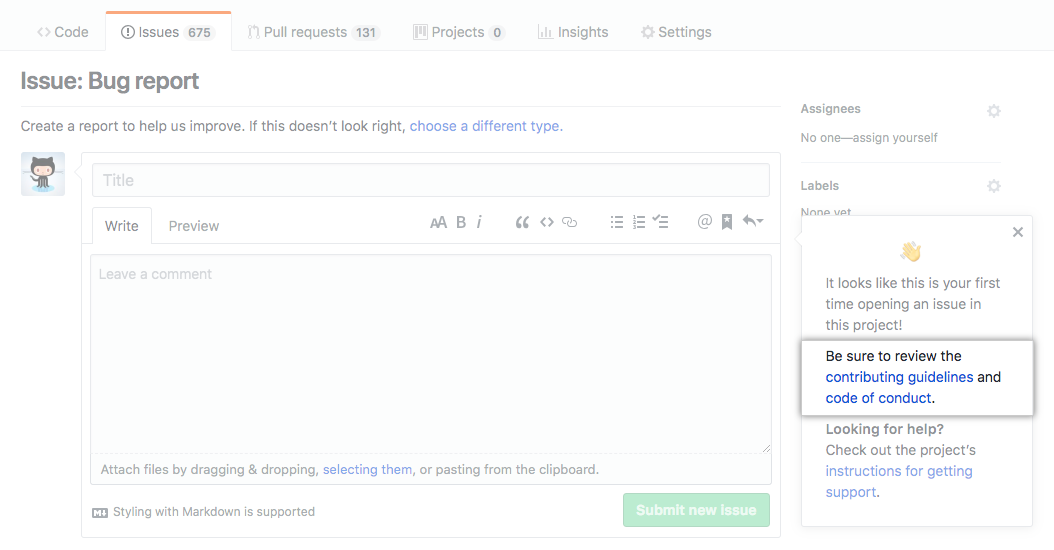 Code Issues 675 Pull requests 131 Projects 0 Insights Settings
Issue: Bug report
Create a report to help us improve. If this doesn’t look right, choose a different type.
Title
Write Preview AA B i
Leave a comment
Attach files by dragging & dropping, selecting them, or pasting from the clipboard.
Styling with Markdown is supported
Submit new issue
Assignees
No one—assign yourself
Labels
None yet
It looks like this is your first
time opening an issue in
this project!
Be sure to review the
contributing guidelines and
code of conduct.
Looking for help?
Check out the project’s
instructions for getting
support.